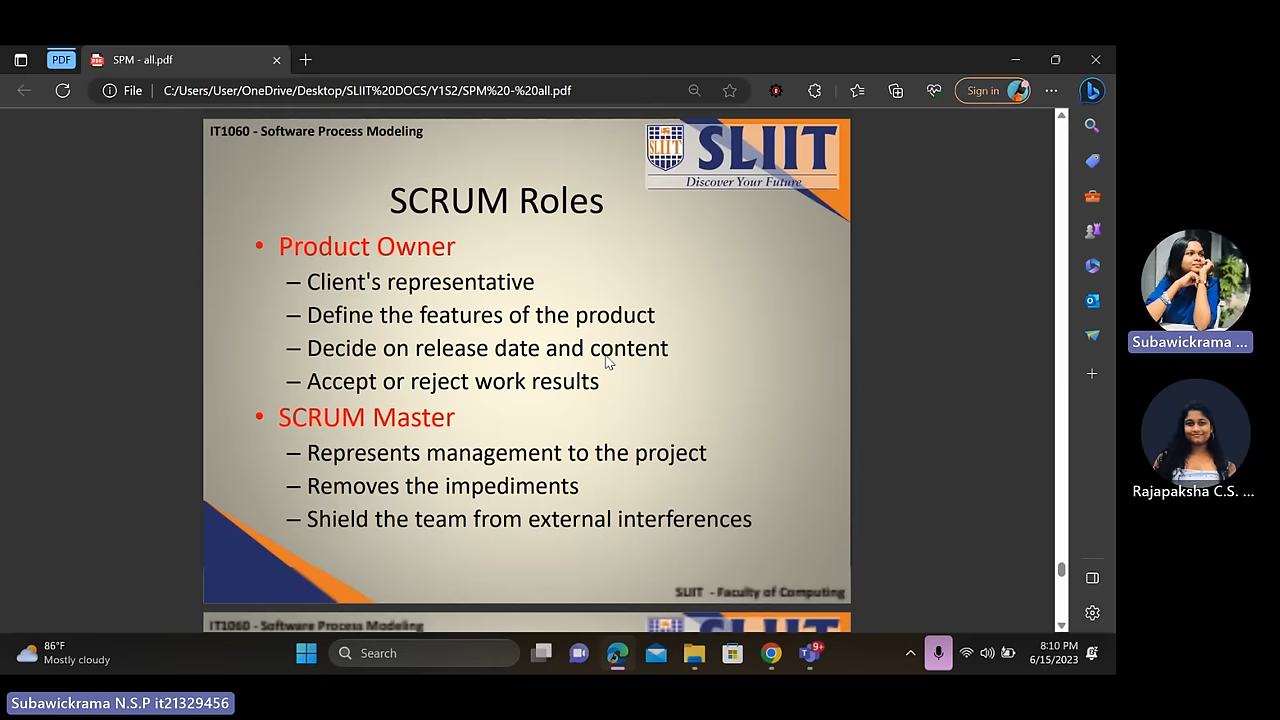 PDF
SPM - all.pdf
File
C:/Users/User/OneDrive/Desktop/SLIIT%20DOCS/Y1S2/SPM%20-%20all.pdf
Sign in
IT1060 - Software Process Modeling
SLIIT
SLIIT
Discover Your Future
SCRUM Roles
• Product Owner
– Client's representative
– Define the features of the product
– Decide on release date and content
– Accept or reject work results
• SCRUM Master
– Represents management to the project
– Removes the impediments
– Shield the team from external interferences
SLIIT - Faculty of Computing
IT1060 - Software Process Modeling
Subawickrama ...
Rajapaksha C.S. ...
86°F
Mostly cloudy
Search
9+
8:10 PM
6/15/2023
Subawickrama N.S.P it21329456